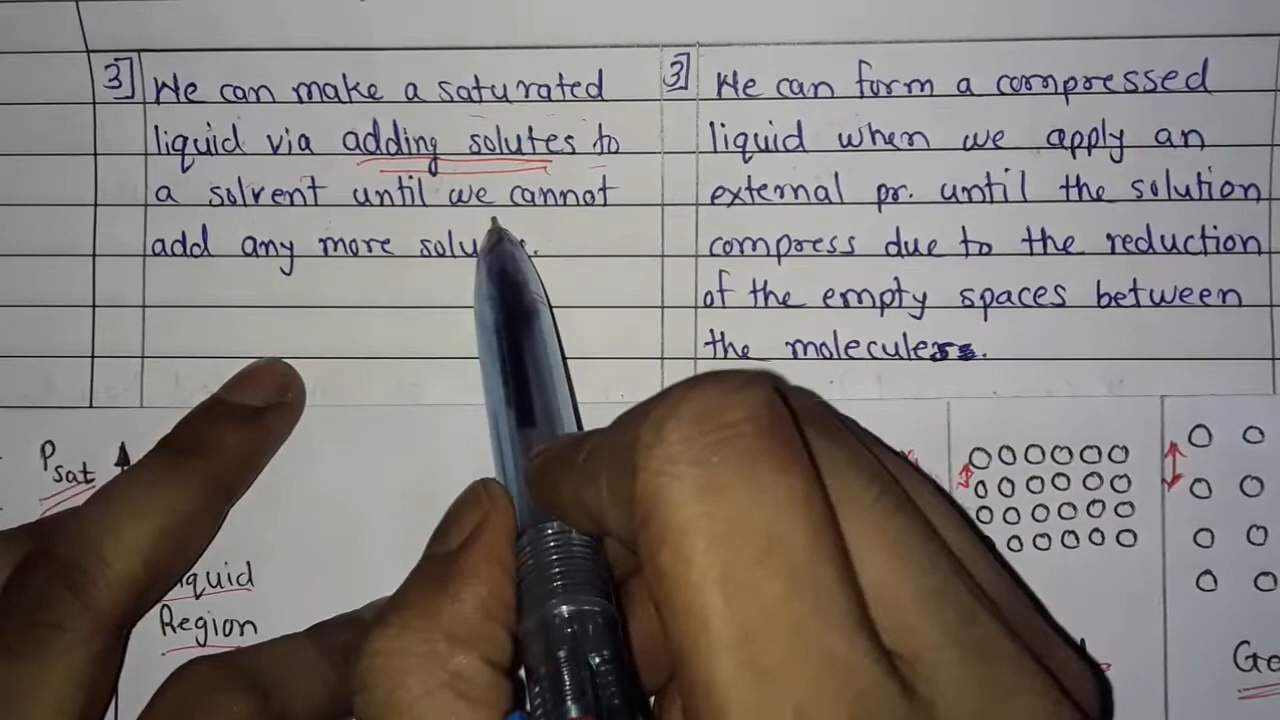 3] We can make a saturated
liquid via adding solutes to
a solvent until we cannot
add any more
3] We can form a compressed
liquid when we apply an
external pr. until the solution
compress due to the reduction
of the empty spaces between
the molecules.
Psat
Region